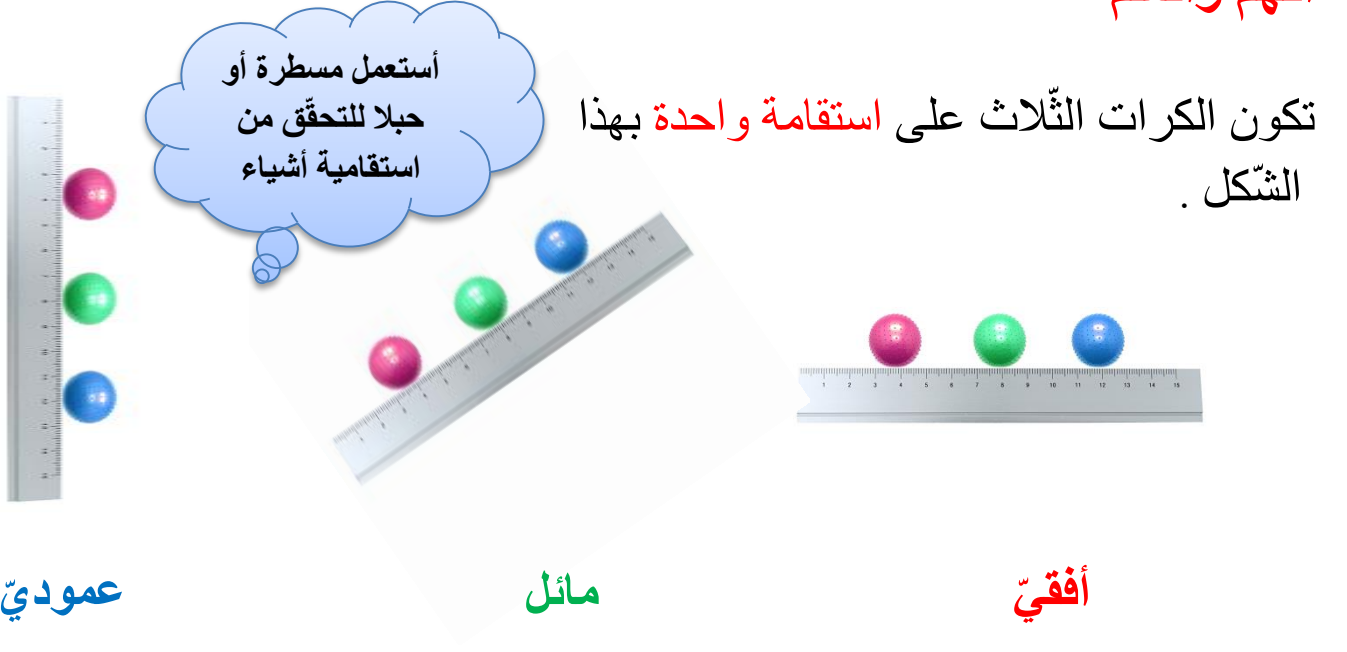 تكون الكرات الثّلاث على استقامة واحدة بهذا
الشّكل .
أستعمل مسطرة أو
حبلا للتحقّق من
استقامية أشياء
أفقيّ
مائل
عموديّ